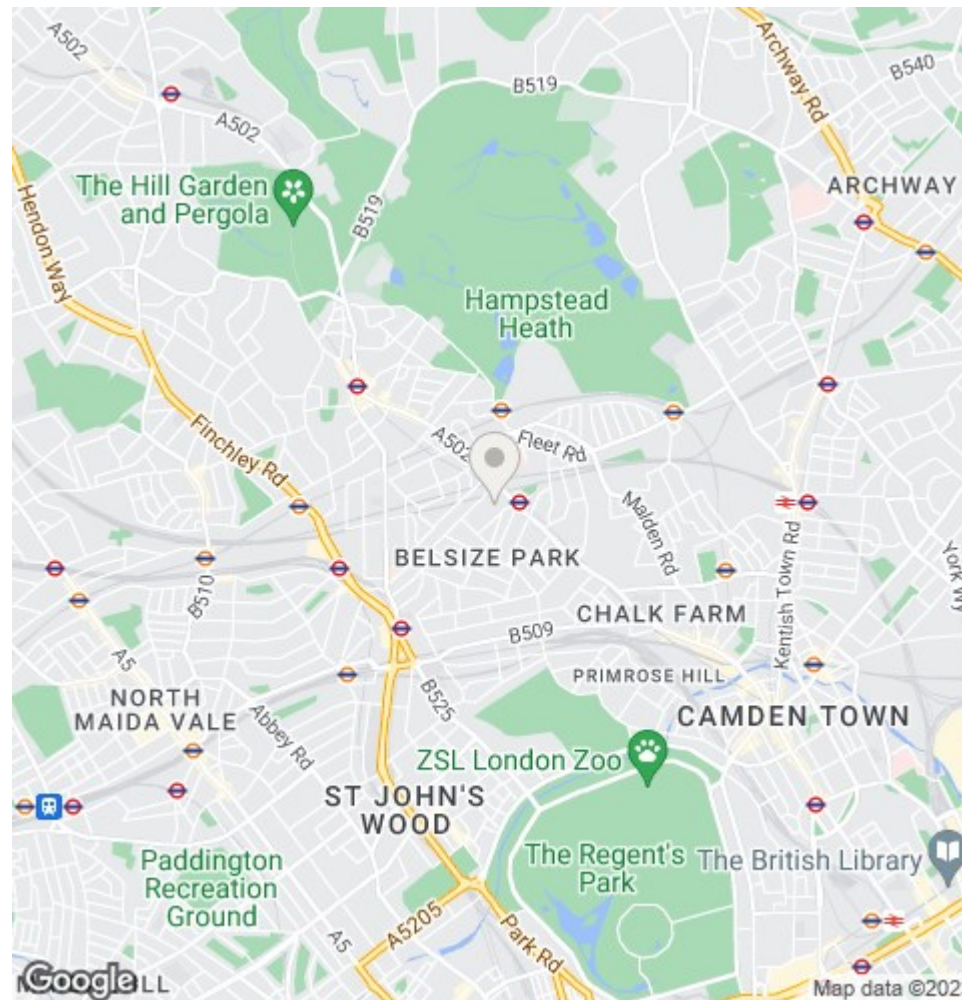 A502
B519
B540
Archway Rd
A502
The Hill Garden
and Pergola
B519
ARCHWAY
Hendon Way
Hampstead
Heath
Finchley Rd
A502
Fleet Rd
Malden Rd
BELSIZE PARK
Kentish Town Rd
York Wy
B510
CHALK FARM
B509
A5
PRIMROSE HILL
NORTH
MAIDA VALE
B525
Abbey Rd
CAMDEN TOWN
ZSL London Zoo
ST JOHN'S
WOOD
The Regent's
Park
The British Library
Paddington
Recreation
Ground
A5
A5205
Park Rd
Google
Map data ©202